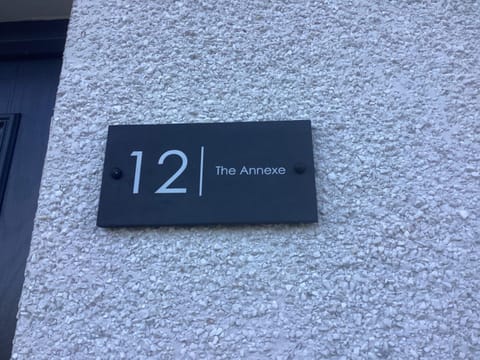 12 | The Annexe